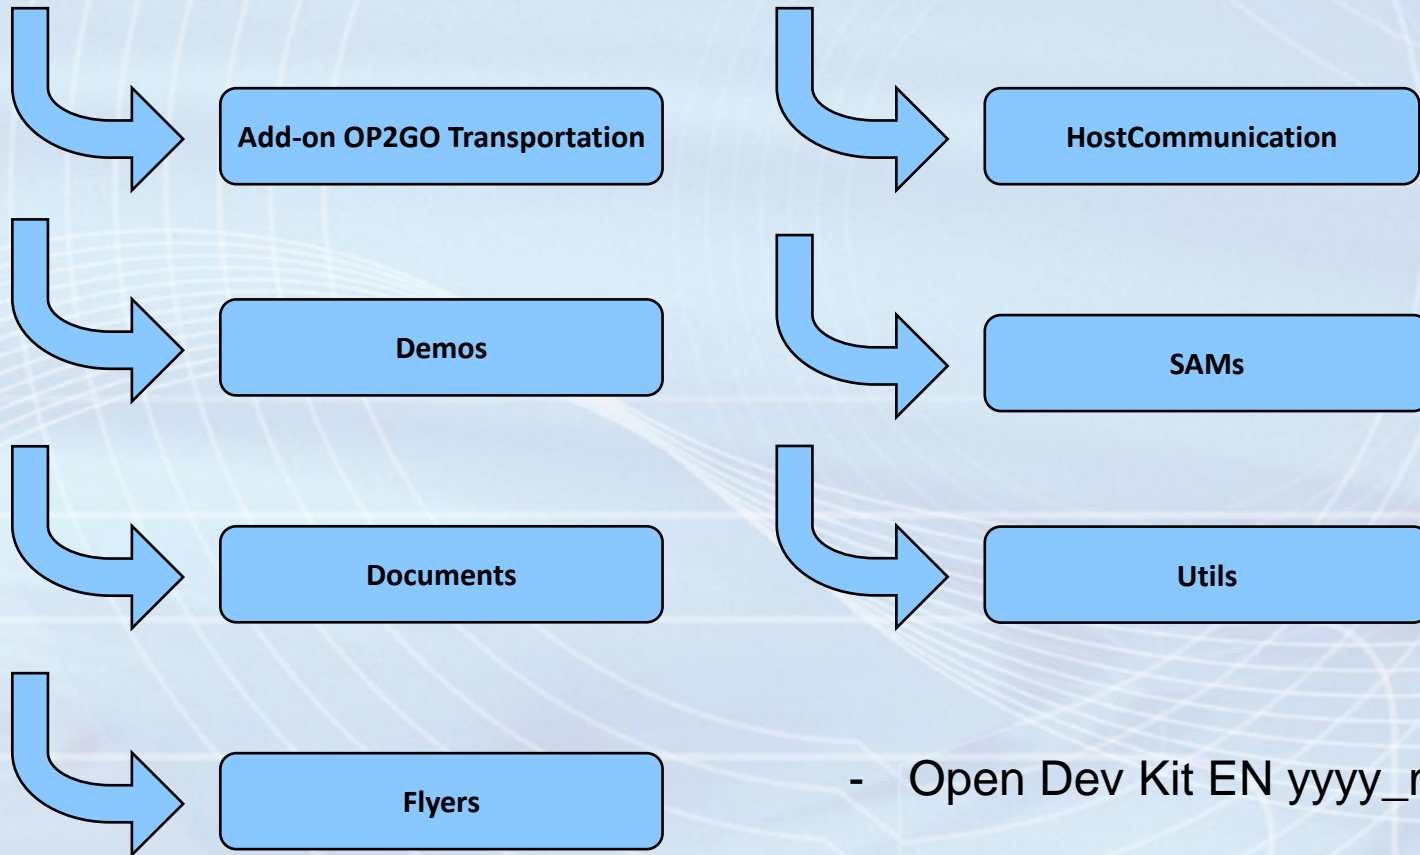 Add-on OP2GO Transportation
Demos
Documents
Flyers
HostCommunication
SAMs
Utils
- Open Dev Kit EN yyyy_